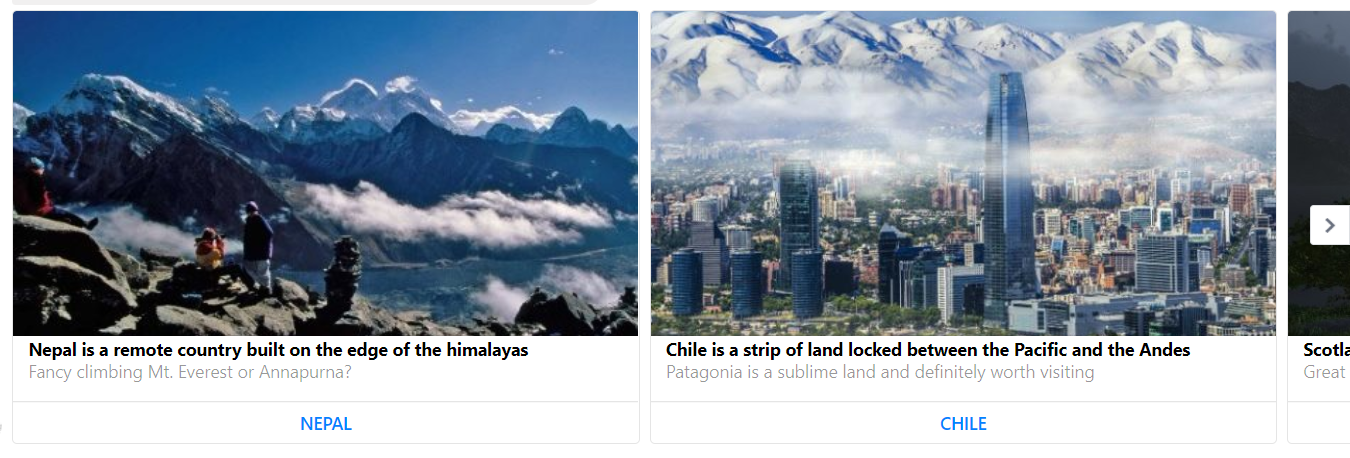 Nepal is a remote country built on the edge of the himalayas
Fancy climbing Mt. Everest or Annapurna?
NEPAL
Chile is a strip of land locked between the Pacific and the Andes
Patagonia is a sublime land and definitely worth visiting
CHILE
Great